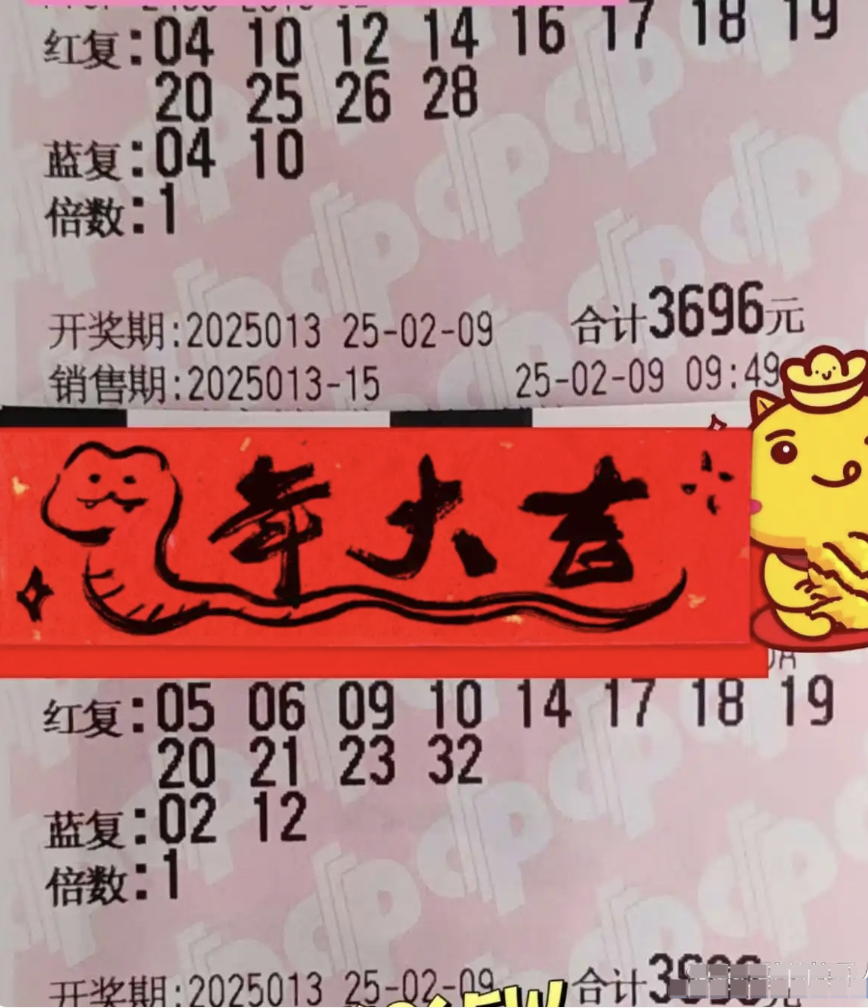 红复:04 10 12 14 16 17 18 19
20 25 26 28
蓝复:04 10
倍数:1
开奖期:2025013 25-02-09 合计3696元
销售期:2025013-15 25-02-09 09:49
年大吉
红复:05 06 09 10 14 17 18 19
20 21 23 32
蓝复:02 12
倍数:1
开奖期:2025013 25-02-09 合计